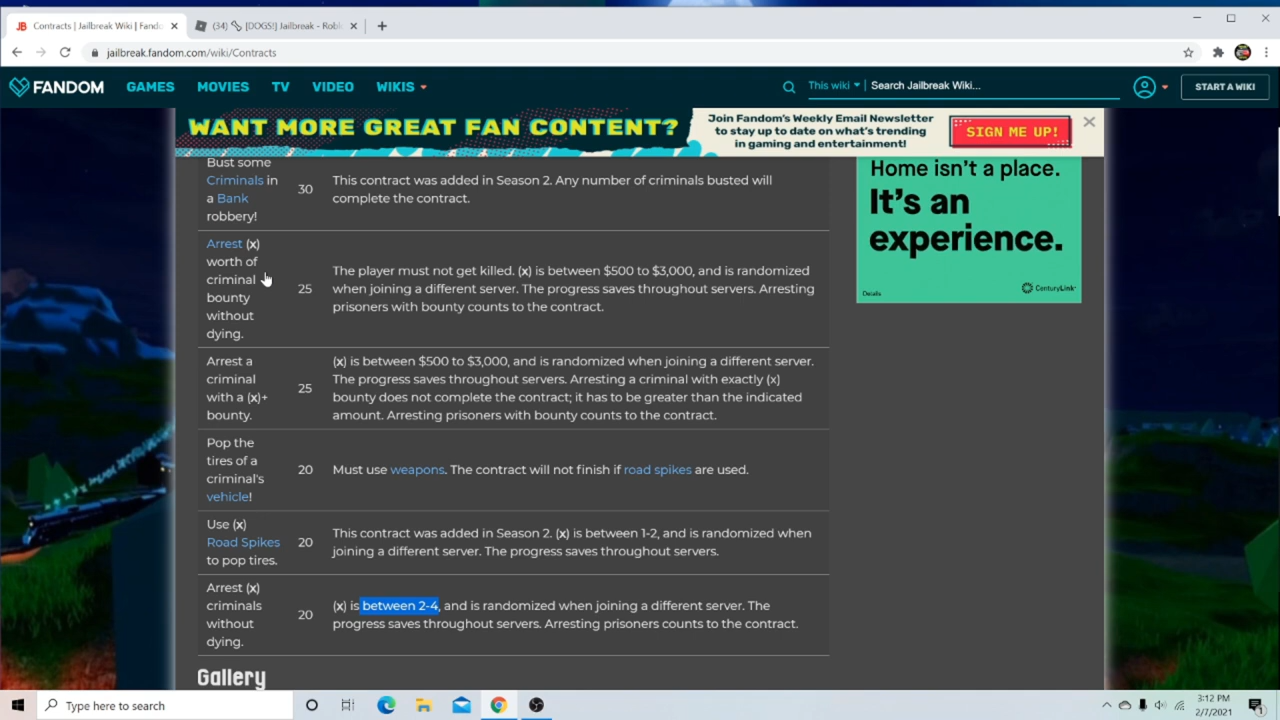 Contracts | Jailbreak Wiki | Fando
(34) [DOGS!] Jailbreak - Robl
jailbreak.fandom.com/wiki/Contracts
FANDOM
GAMES
MOVIES
TV
VIDEO
WIKIS
This wiki
Search Jailbreak Wiki...
START A WIKI
WANT MORE GREAT FAN CONTENT?
Join Fandom's Weekly Email Newsletter
to stay up to date on what's trending
in gaming and entertainment!
SIGN ME UP!
Bust some
Criminals in
a Bank
robbery!
30
This contract was added in Season 2. Any number of criminals busted will
complete the contract.
Arrest (x)
worth of
criminal
bounty
without
dying.
25
The player must not get killed. (x) is between $500 to $3,000, and is randomized
when joining a different server. The progress saves throughout servers. Arresting
prisoners with bounty counts to the contract.
Arrest a
criminal
with a (x)+
bounty.
25
(x) is between $500 to $3,000, and is randomized when joining a different server.
The progress saves throughout servers. Arresting a criminal with exactly (x)
bounty does not complete the contract; it has to be greater than the indicated
amount. Arresting prisoners with bounty counts to the contract.
Pop the
tires of a
criminal's
vehicle!
20
Must use weapons. The contract will not finish if road spikes are used.
Use (x)
Road Spikes
to pop tires.
20
This contract was added in Season 2. (x) is between 1-2, and is randomized when
joining a different server. The progress saves throughout servers.
Arrest (x)
criminals
without
dying.
20
(x) is between 2-4, and is randomized when joining a different server. The
progress saves throughout servers. Arresting prisoners counts to the contract.
Gallery
Home isn't a place.
It's an
experience.
Details
CenturyLink
Type here to search
3:12 PM
2/7/2021
1